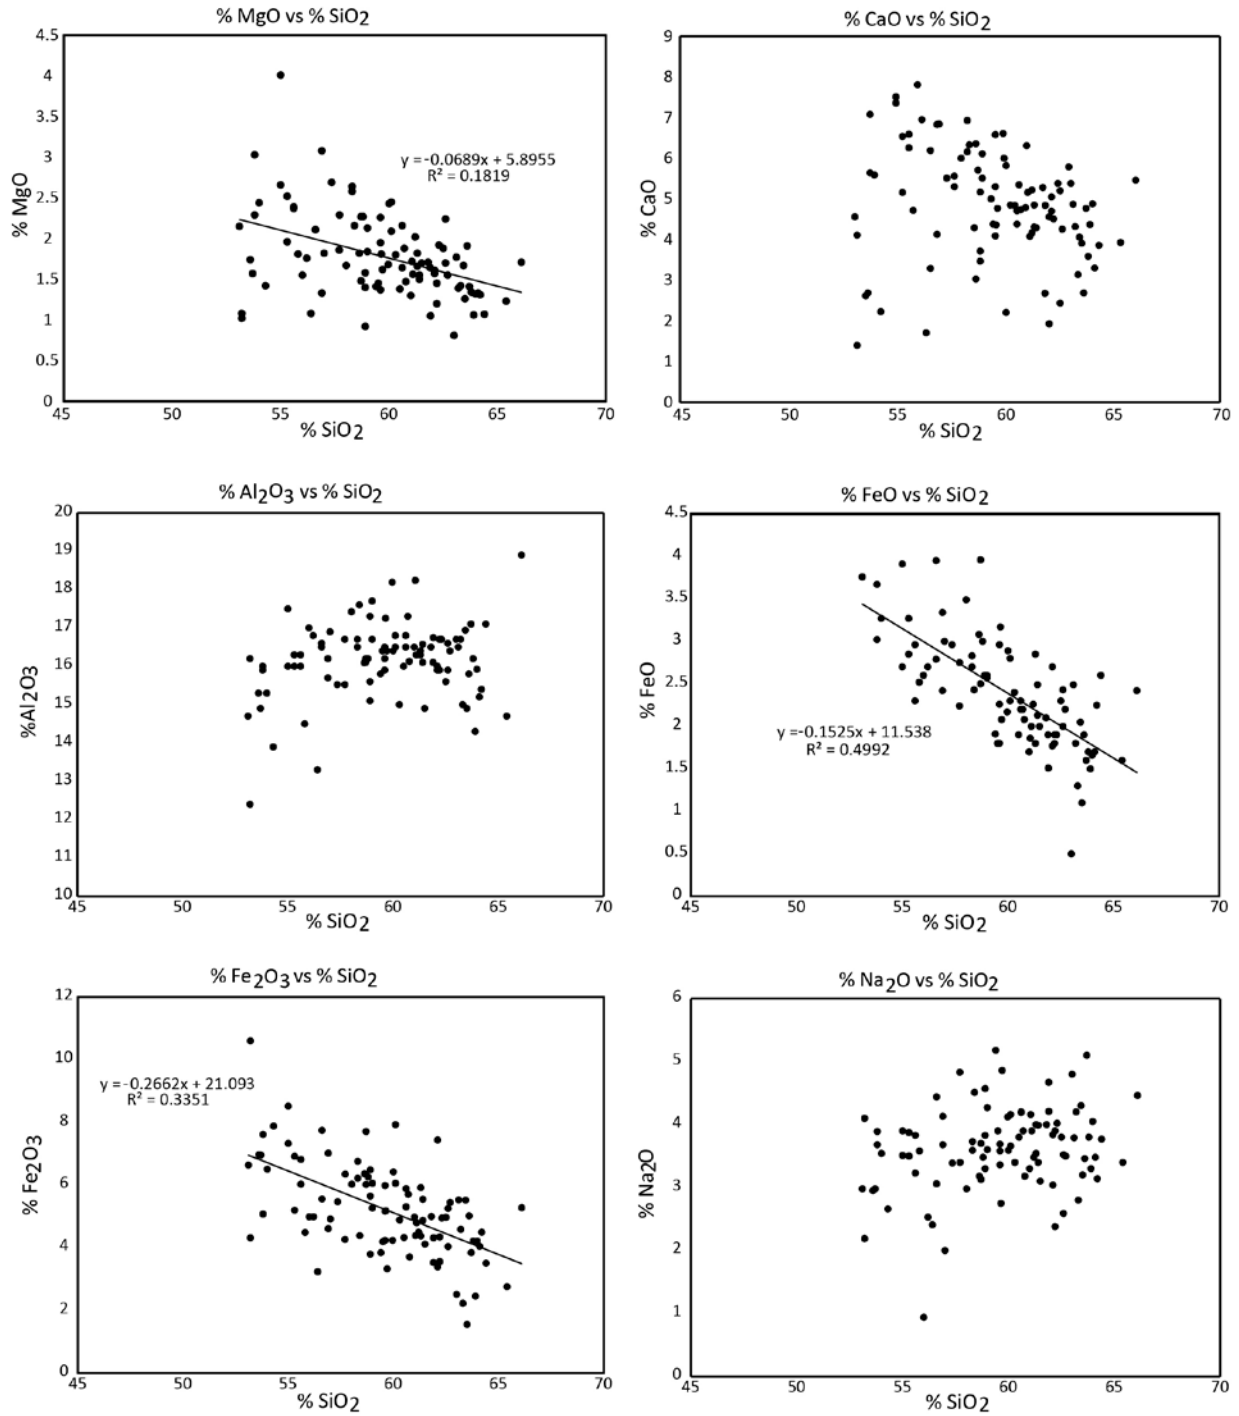 % MgO vs % SiO2
4.5
4
3.5
3
2.5
2
1.5
1
0.5
0
% MgO
y =-0.0689x + 5.8955
R² = 0.1819
45 50 55 60 65 70
% SiO2
% CaO vs % SiO2
9
8
7
6
5
4
3
2
1
0
% CaO
45 50 55 60 65 70
% SiO2
% Al2O3 vs % SiO2
20
19
18
17
16
15
14
13
12
11
10
%Al2O3
45 50 55 60 65 70
% SiO2
% FeO vs % SiO2
4.5
4
3.5
3
2.5
2
1.5
1
0.5
0
% FeO
y =-0.1525x + 11.538
R² = 0.4992
45 50 55 60 65 70
% SiO2
% Fe2O3 vs % SiO2
12
10
8
6
4
2
0
% Fe2O3
y =-0.2662x + 21.093
R² = 0.3351
45 50 55 60 65 70
% SiO2
% Na2O vs % SiO2
6
5
4
3
2
1
0
% Na2O
45 50 55 60 65 70
% SiO2